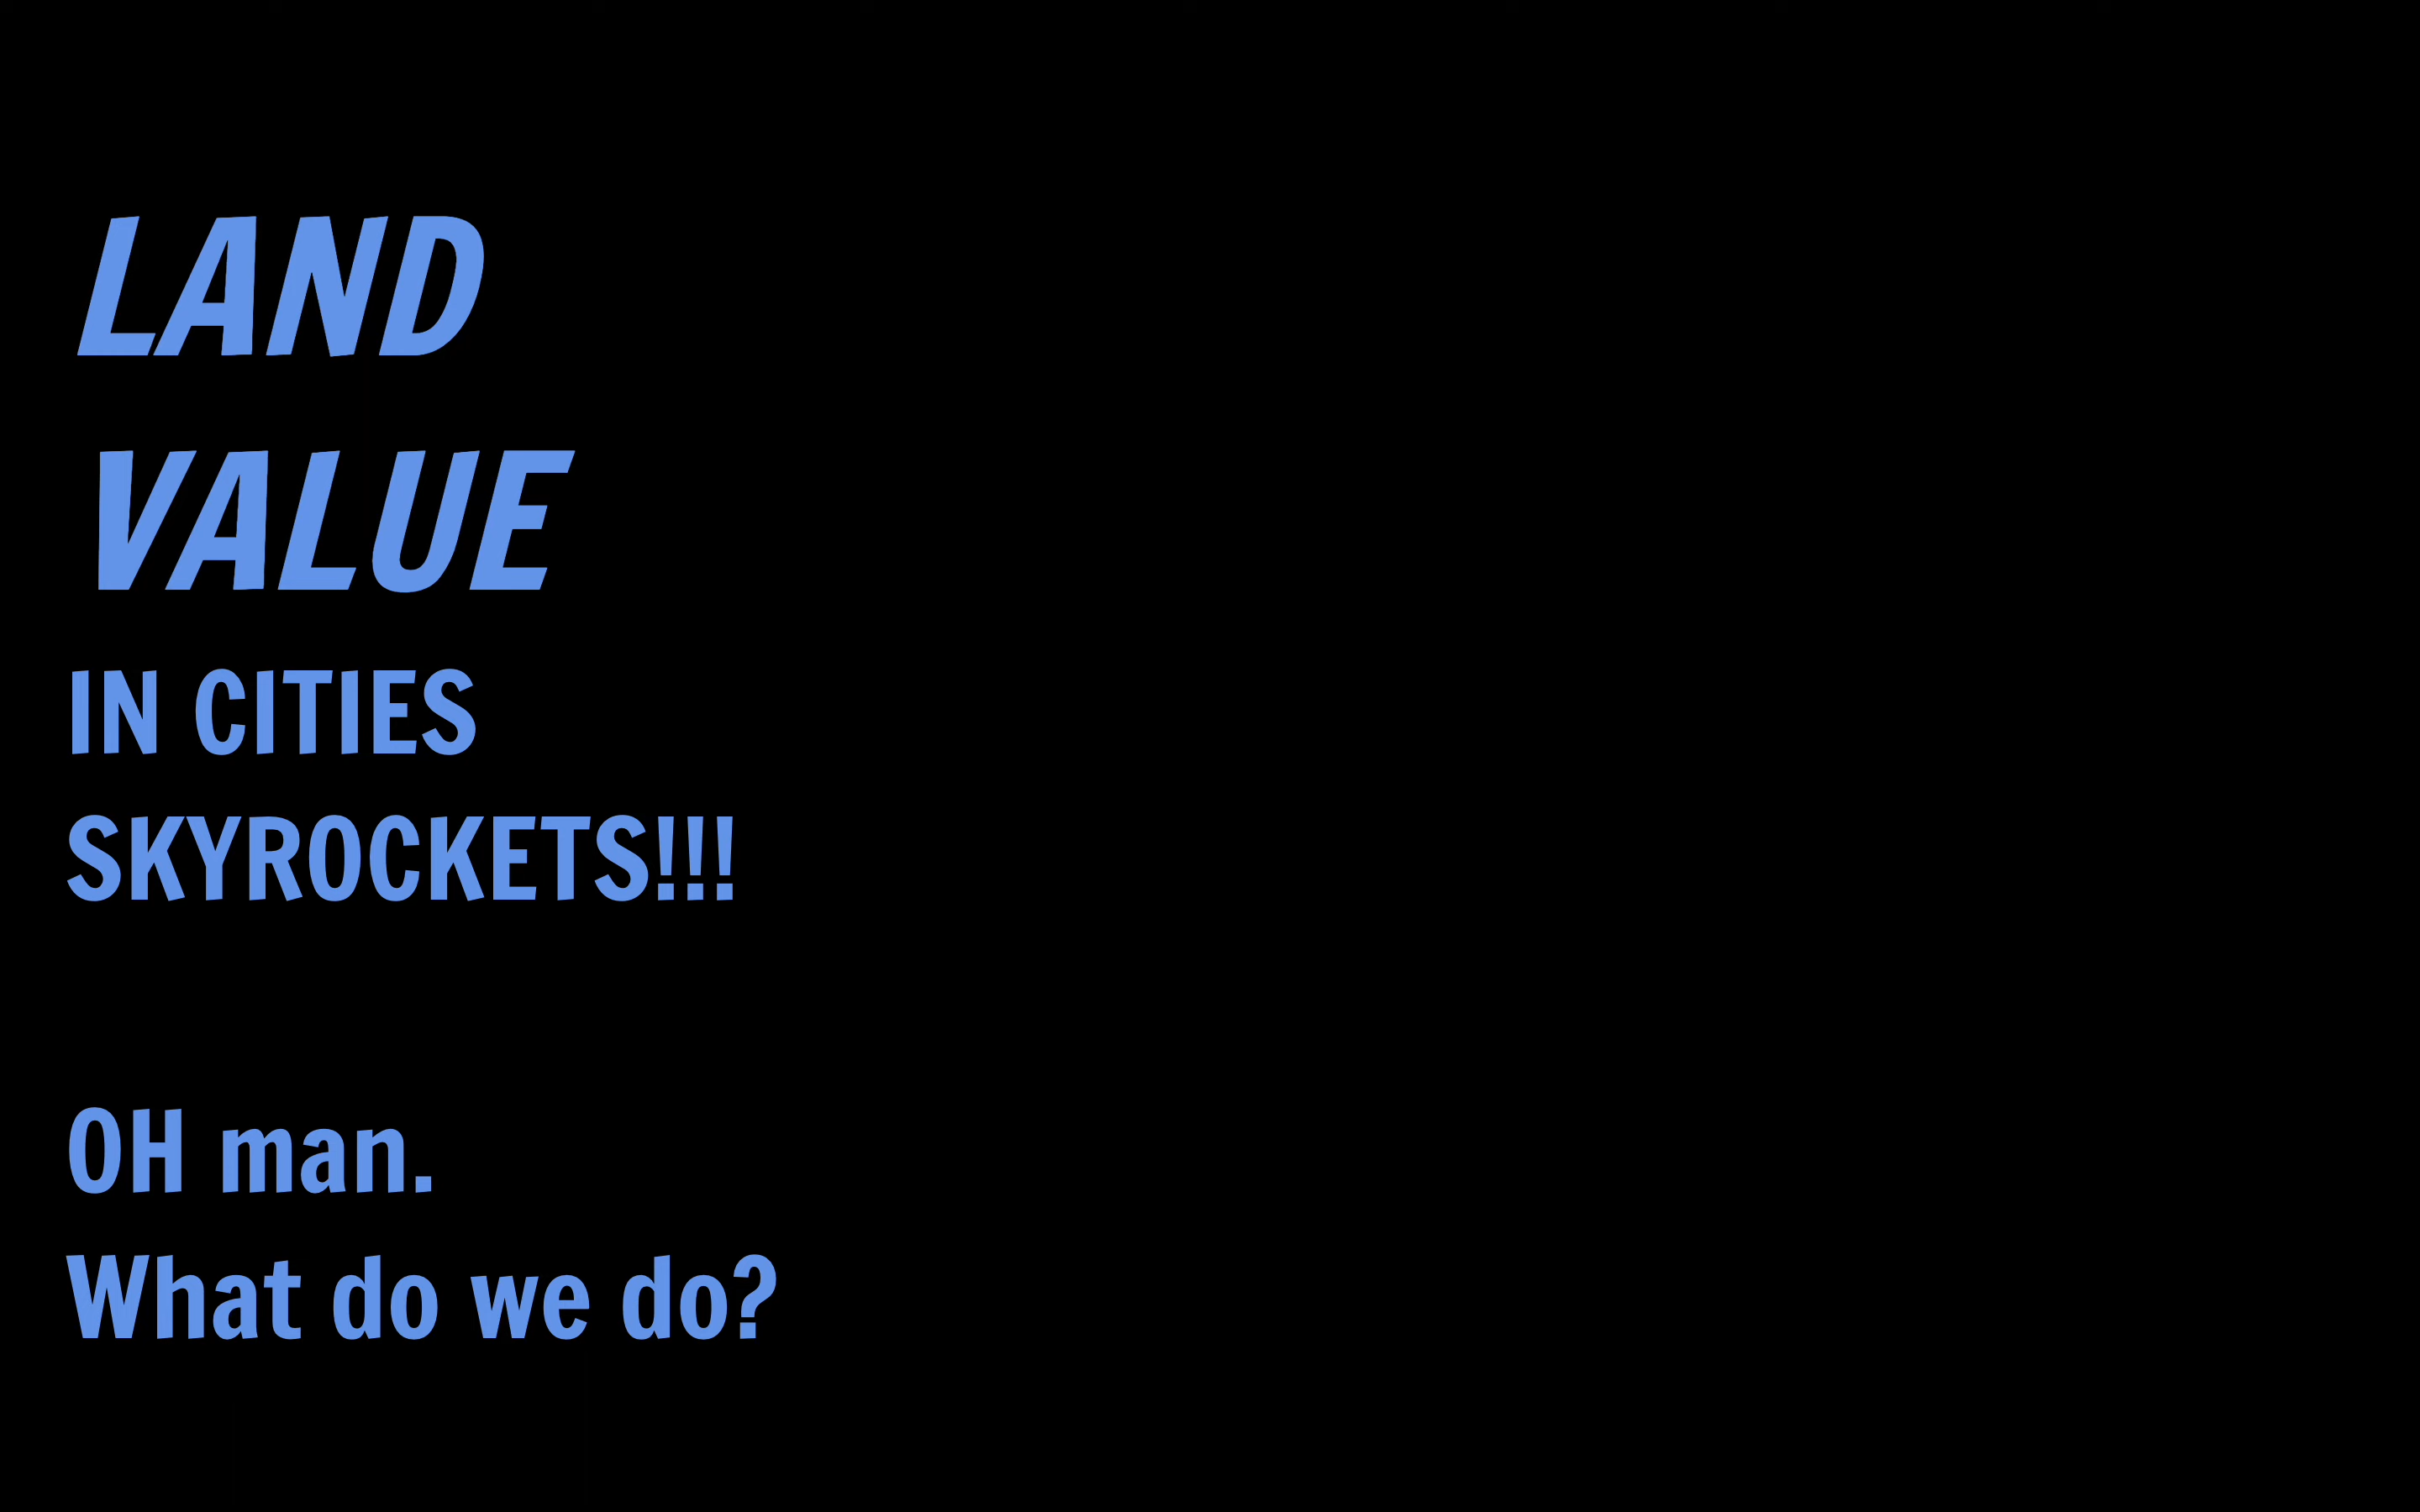 LAND
VALUE
IN CITIES
SKYROCKETS!!!
OH man.
What do we do?